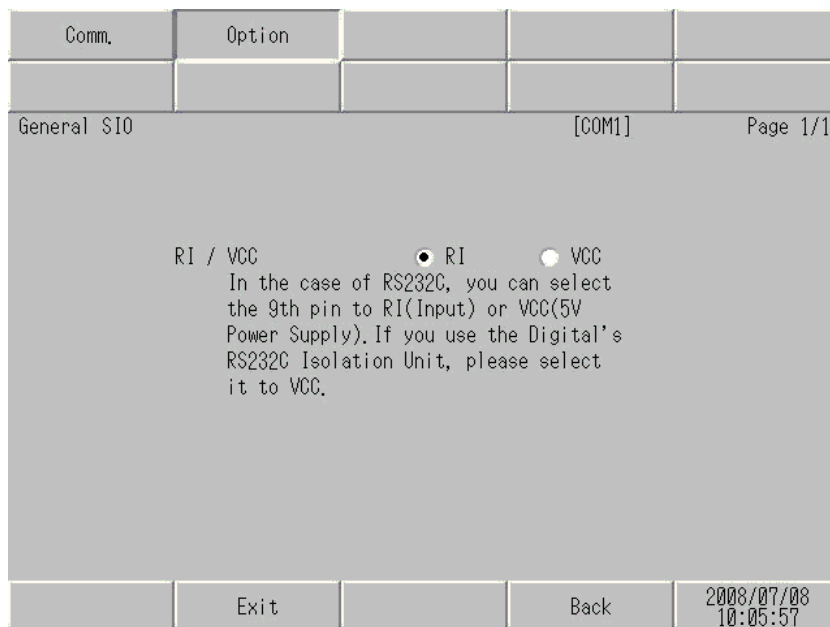 Comm. Option
General SIO [COM1] Page 1/1
RI / VCC RI VCC
In the case of RS232C, you can select
the 9th pin to RI(Input) or VCC(5V
Power Supply).If you use the Digital's
RS232C Isolation Unit, please select
it to VCC.
Exit Back 2008/07/08
10:05:57